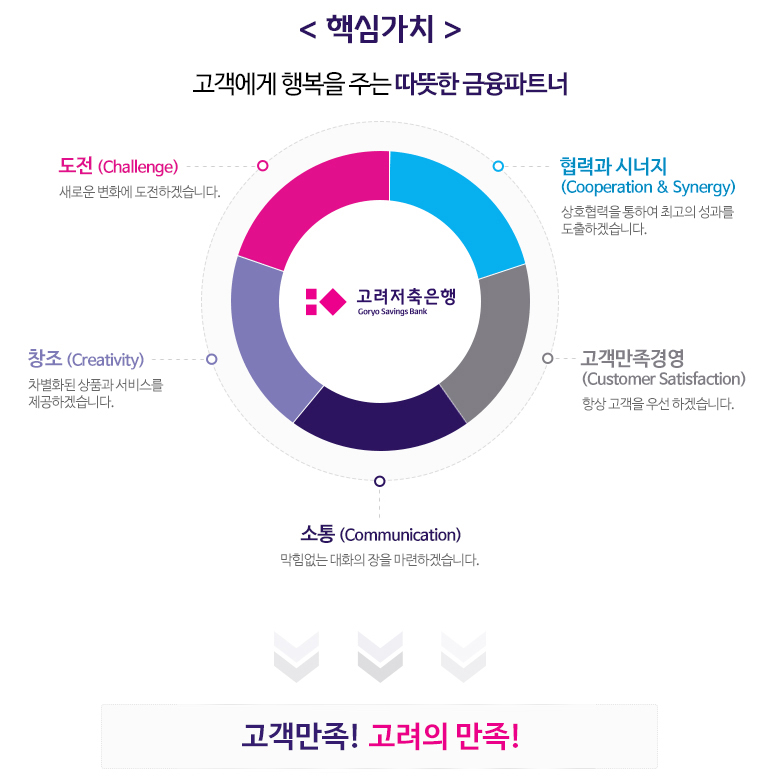 < 핵심가치 >
고객에게 행복을 주는 따뜻한 금융파트너
도전 (Challenge)
새로운 변화에 도전하겠습니다.
협력과 시너지
(Cooperation & Synergy)
상호협력을 통하여 최고의 성과를
도출하겠습니다.
고려저축은행
Goryo Savings Bank
창조 (Creativity)
차별화된 상품과 서비스를
제공하겠습니다.
고객만족경영
(Customer Satisfaction)
항상 고객을 우선 하겠습니다.
소통 (Communication)
막힘없는 대화의 장을 마련하겠습니다.
고객만족! 고려의 만족!